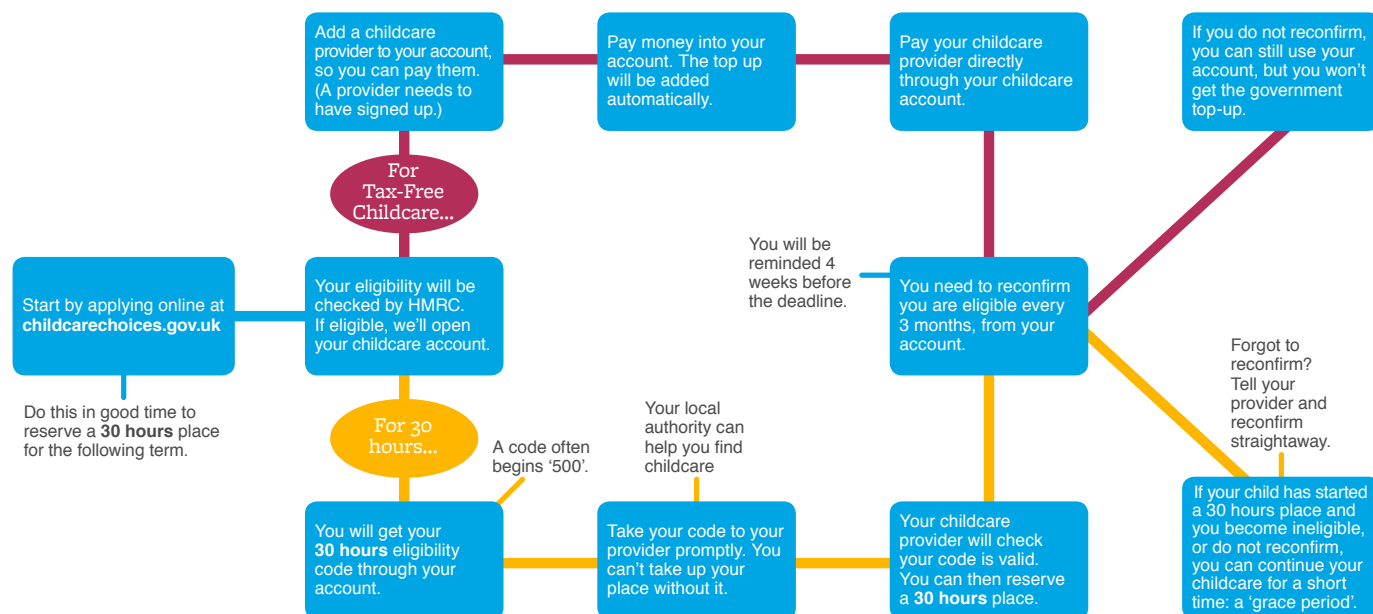 Add a childcare
provider to your account,
so you can pay them.
(A provider needs to
have signed up.)
Pay money into your
account. The top up
will be added
automatically.
Pay your childcare
provider directly
through your childcare
account.
If you do not reconfirm,
you can still use your
account, but you won’t
get the government
top-up.
For
Tax-Free
Childcare...
Start by applying online at
childcarechoices.gov.uk
Do this in good time to
reserve a 30 hours place
for the following term.
Your eligibility will be
checked by HMRC.
If eligible, we’ll open
your childcare account.
You will be
reminded 4
weeks before
the deadline.
You need to reconfirm
you are eligible every
3 months, from your
account.
For 30
hours...
A code often
begins ‘500’.
Your local
authority can
help you find
childcare
Forgot to
reconfirm?
Tell your
provider and
reconfirm
straightaway.
You will get your
30 hours eligibility
code through your
account.
Take your code to your
provider promptly. You
can’t take up your
place without it.
Your childcare
provider will check
your code is valid.
You can then reserve
a 30 hours place.
If your child has started
a 30 hours place and
you become ineligible,
or do not reconfirm,
you can continue your
childcare for a short
time: a ‘grace period’.